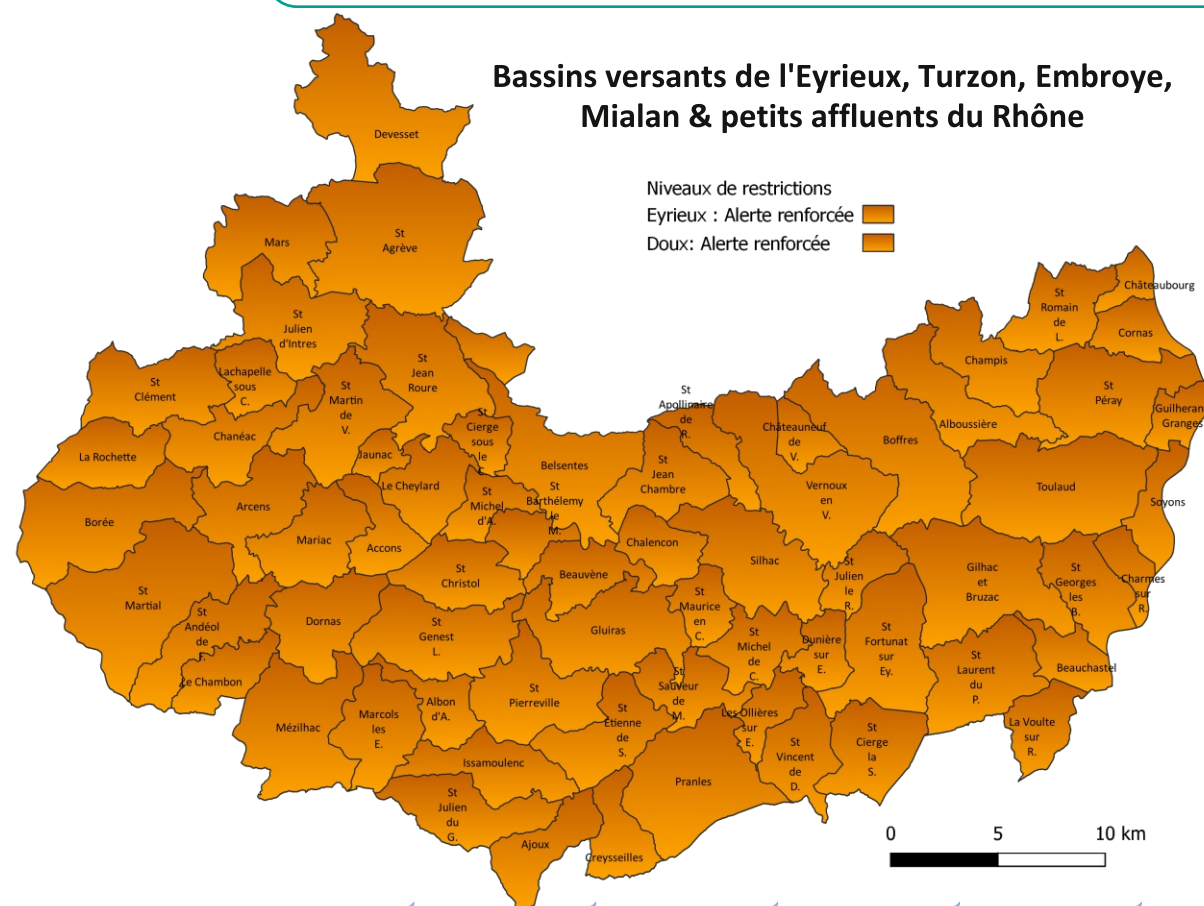 Bassins versants de l'Eyrieux, Turzon, Embroye,
Mialan & petits affluents du Rhône
Niveaux de restrictions
Eyrieux : Alerte renforcée
Doux: Alerte renforcée
Devesset
Mars
St
Agrève
St
Julien
d'Intres
St
Clément
Lachapelle
sous
C.
St
Martin
de
V.
St
Jean
Roure
St
Cierge
sous
le
C.
Chanéac
Jaunac
La Rochette
Le Cheylard
Belsentes
Borée
Arcens
Mariac
Accons
St
Michel
d'A.
St
Barthélemy
le
M.
St
Apollinaire
de
R.
St
Jean
Chambre
Châteauneuf
de
V.
Vernoux
en
V.
Boffres
Alboussière
Champis
St
Romain
de
L.
Châteaubourg
Cornas
St
Péray
Guilheran
Granges
Toulaud
Soyons
St
Martial
St
Andéol
de
F.
Le Chambon
Dornas
St
Christol
Beauvène
Chalencon
Silhac
St
Julien
le
R.
Gilhac
et
Bruzac
St
Georges
les
B.
Charmes
sur
R.
St
Genest
L.
Gluiras
St
Maurice
en
C.
St
Michel
de
C.
Dunière
sur
E.
St
Fortunat
sur
Ey.
St
Laurent
du
P.
Beauchastel
La Voulte
sur
R.
Mézilhac
Marcols
les
E.
Albon
d'A.
St
Pierreville
St
Etienne
de
S.
St
Sauveur
de
M.
Les Ollières
sur
E.
St
Vincent
de
D.
St
Cierge
la
S.
Issamoulenc
Pranles
St
Julien
du
G.
Ajoux
Creysseilles
0 5 10 km